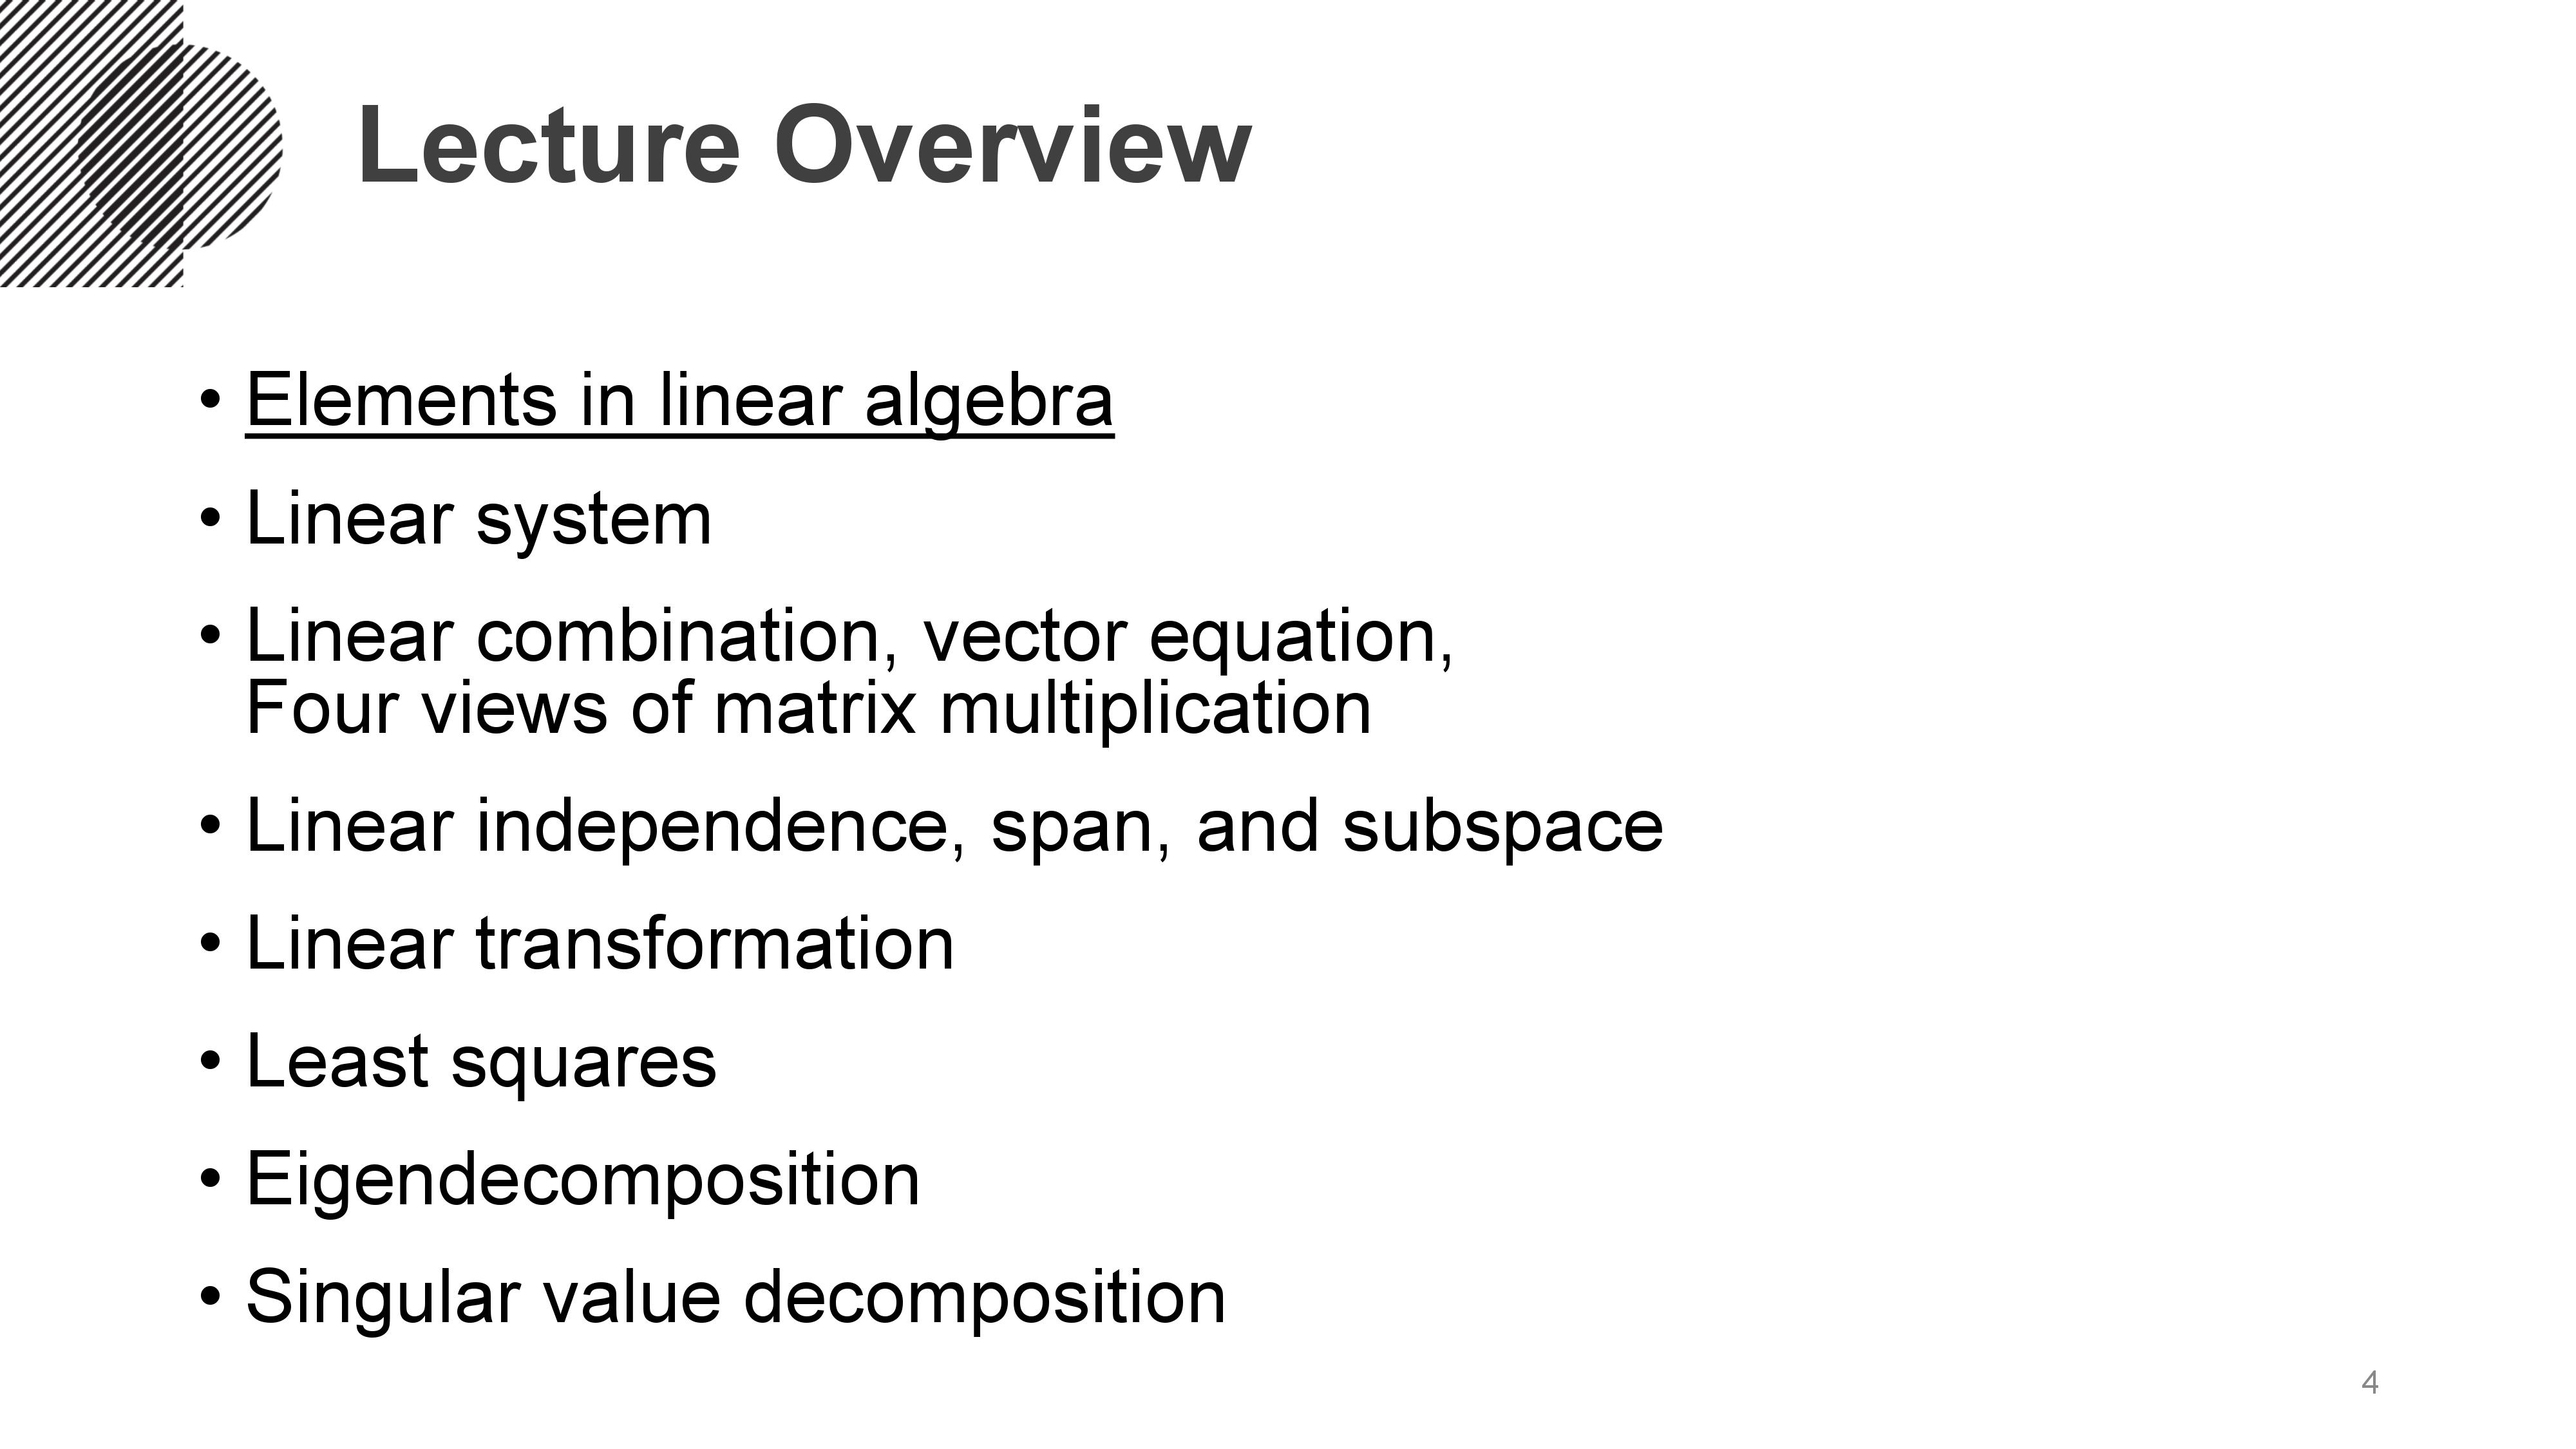 Lecture Overview
• Elements in linear algebra
• Linear system
• Linear combination, vector equation,
Four views of matrix multiplication
• Linear independence, span, and subspace
• Linear transformation
• Least squares
• Eigendecomposition
• Singular value decomposition
4